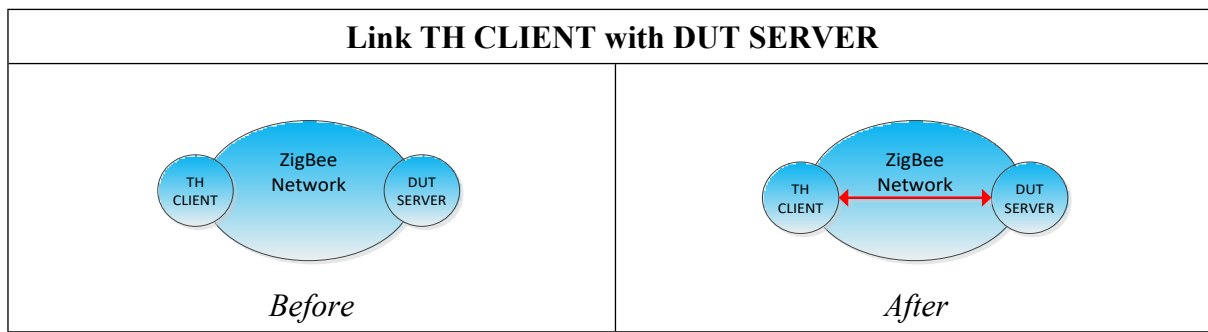 Link TH CLIENT with DUT SERVER
ZigBee
Network
TH
CLIENT
DUT
SERVER
Before
ZigBee
Network
TH
CLIENT
DUT
SERVER
After